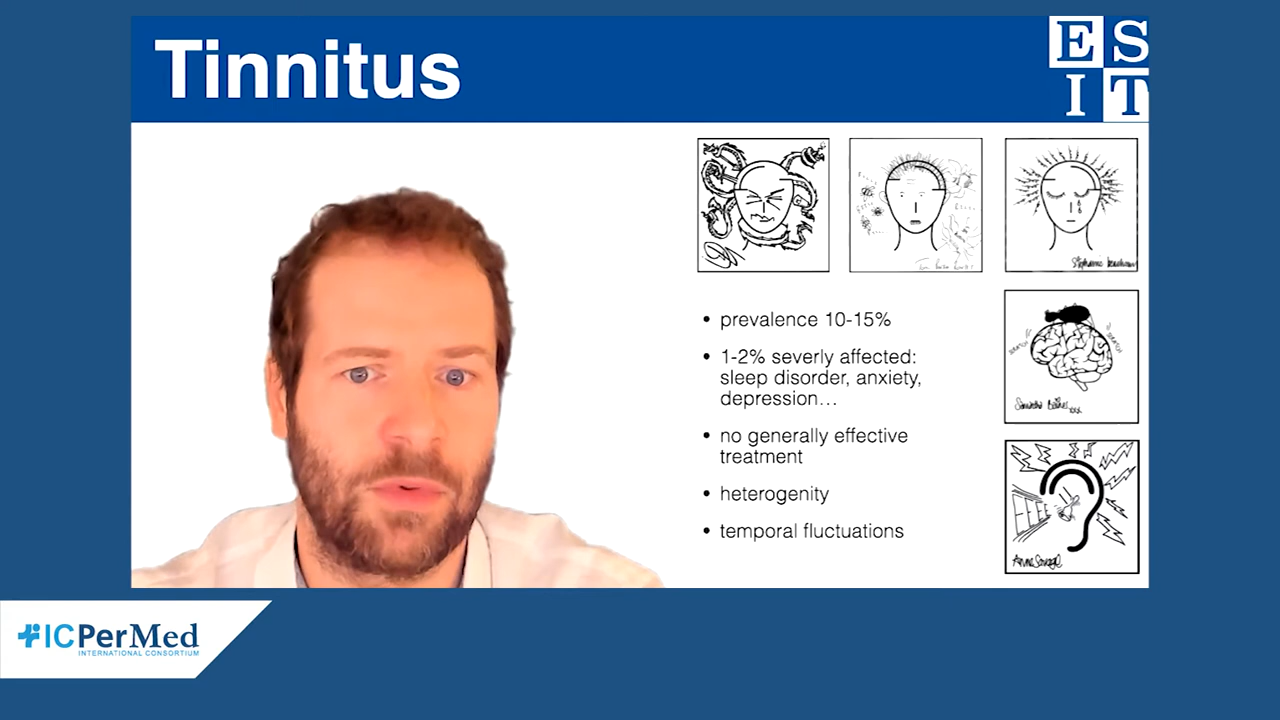 Tinnitus
E S
I T
• prevalence 10-15%
• 1-2% severly affected:
sleep disorder, anxiety,
depression…
• no generally effective
treatment
• heterogenity
• temporal fluctuations
ICPerMed
INTERNATIONAL CONSORTIUM